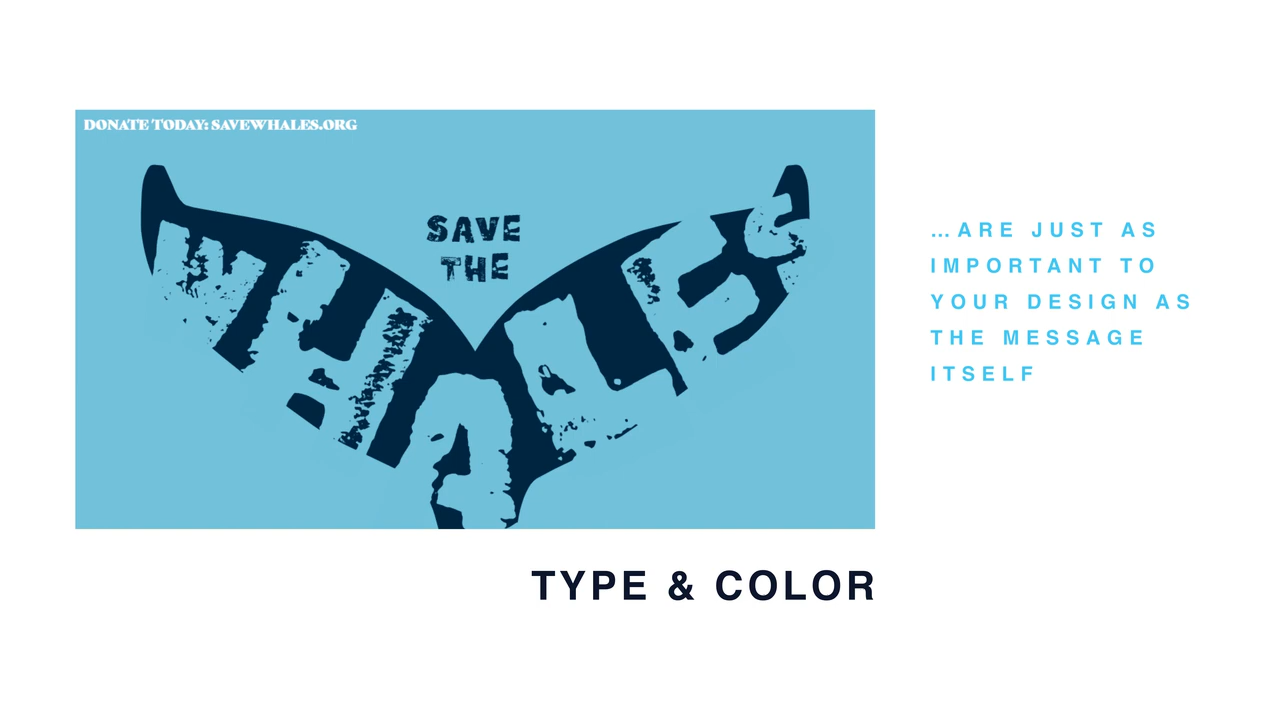 DONATE TODAY: SAVEWHALES.ORG
SAVE
THE
WHALES
TYPE & COLOR
...ARE JUST AS
IMPORTANT TO
YOUR DESIGN AS
THE MESSAGE
ITSELF